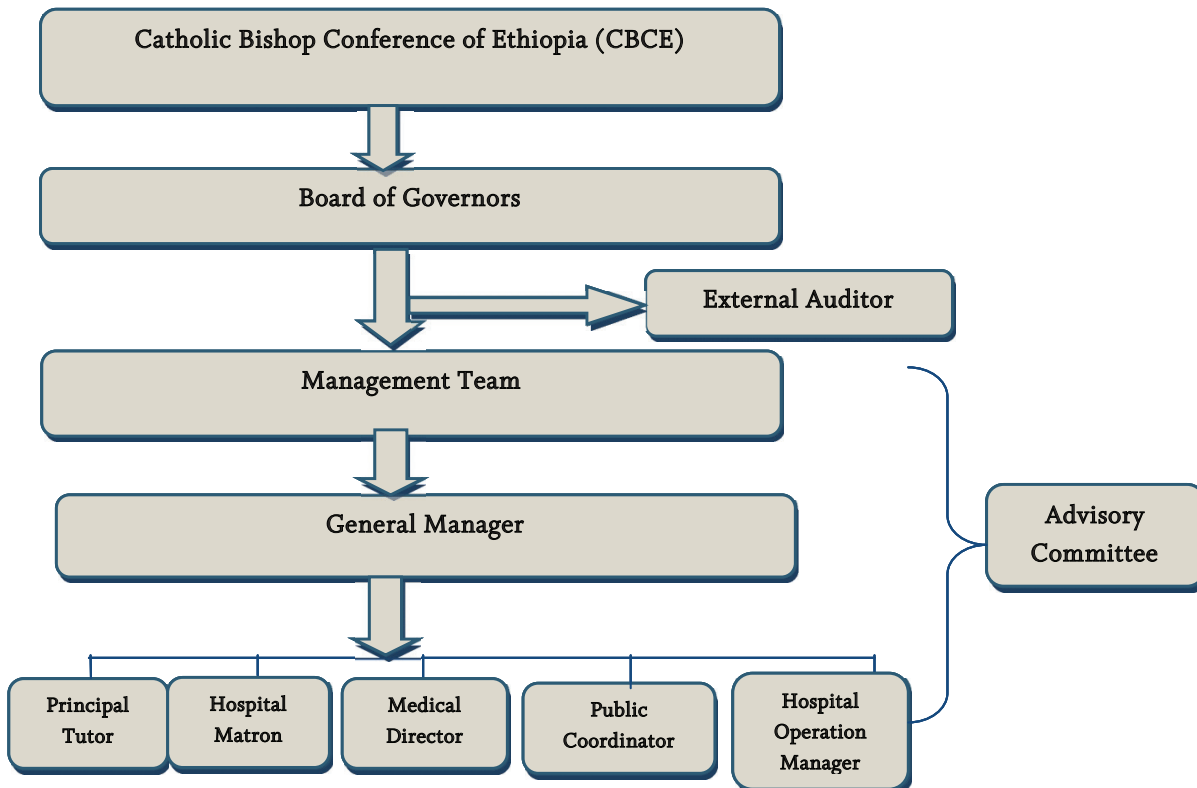 Catholic Bishop Conference of Ethiopia (CBCE)
Board of Governors
External Auditor
Management Team
General Manager
Advisory
Committee
Principal
Tutor
Hospital
Matron
Medical
Director
Public
Coordinator
Hospital
Operation
Manager